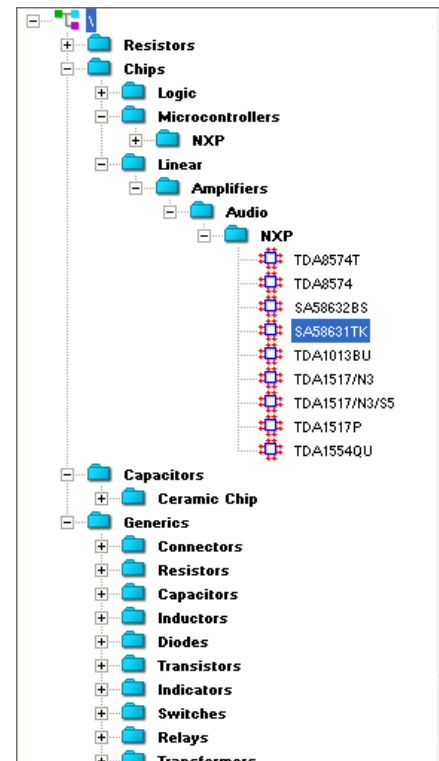 \
Resistors
Chips
Logic
Microcontrollers
NXP
Linear
Amplifiers
Audio
NXP
TDA8574T
TDA8574
SA58632BS
SA58631TK
TDA1013BU
TDA1517/N3
TDA1517/N3/S5
TDA1517P
TDA1554QU
Capacitors
Ceramic Chip
Generics
Connectors
Resistors
Capacitors
Inductors
Diodes
Transistors
Indicators
Switches
Relays
Transformers